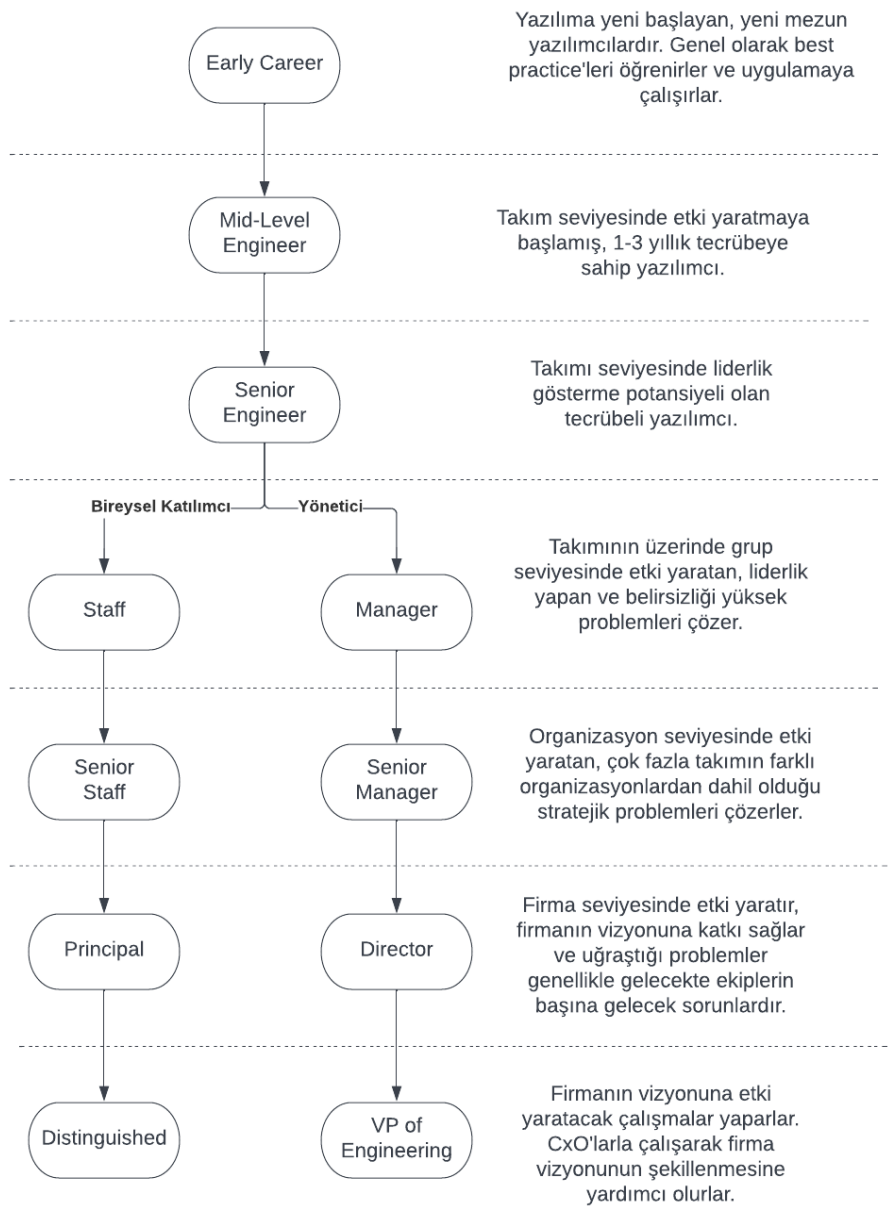 Early Career
Yazılıma yeni başlayan, yeni mezun
yazılımcılardır. Genel olarak best
practice'leri öğrenirler ve uygulamaya
çalışırlar.
Mid-Level
Engineer
Takım seviyesinde etki yaratmaya
başlamış, 1-3 yıllık tecrübeye
sahip yazılımcı.
Senior
Engineer
Takımı seviyesinde liderlik
gösterme potansiyeli olan
tecrübeli yazılımcı.
Bireysel Katılımcı
Yönetici
Staff
Manager
Takımının üzerinde grup
seviyesinde etki yaratan, liderlik
yapan ve belirsizliği yüksek
problemleri çözer.
Senior
Staff
Senior
Manager
Organizasyon seviyesinde etki
yaratan, çok fazla takımın farklı
organizasyonlardan dahil olduğu
stratejik problemleri çözerler.
Principal
Director
Firma seviyesinde etki yaratır,
firmanın vizyonuna katkı sağlar
ve uğraştığı problemler
genellikle gelecekte ekiplerin
başına gelecek sorunlardır.
Distinguished
VP of
Engineering
Firmanın vizyonuna etki
yaratacak çalışmalar yaparlar.
CxO'larla çalışarak firma
vizyonunun şekillenmesine
yardımcı olurlar.